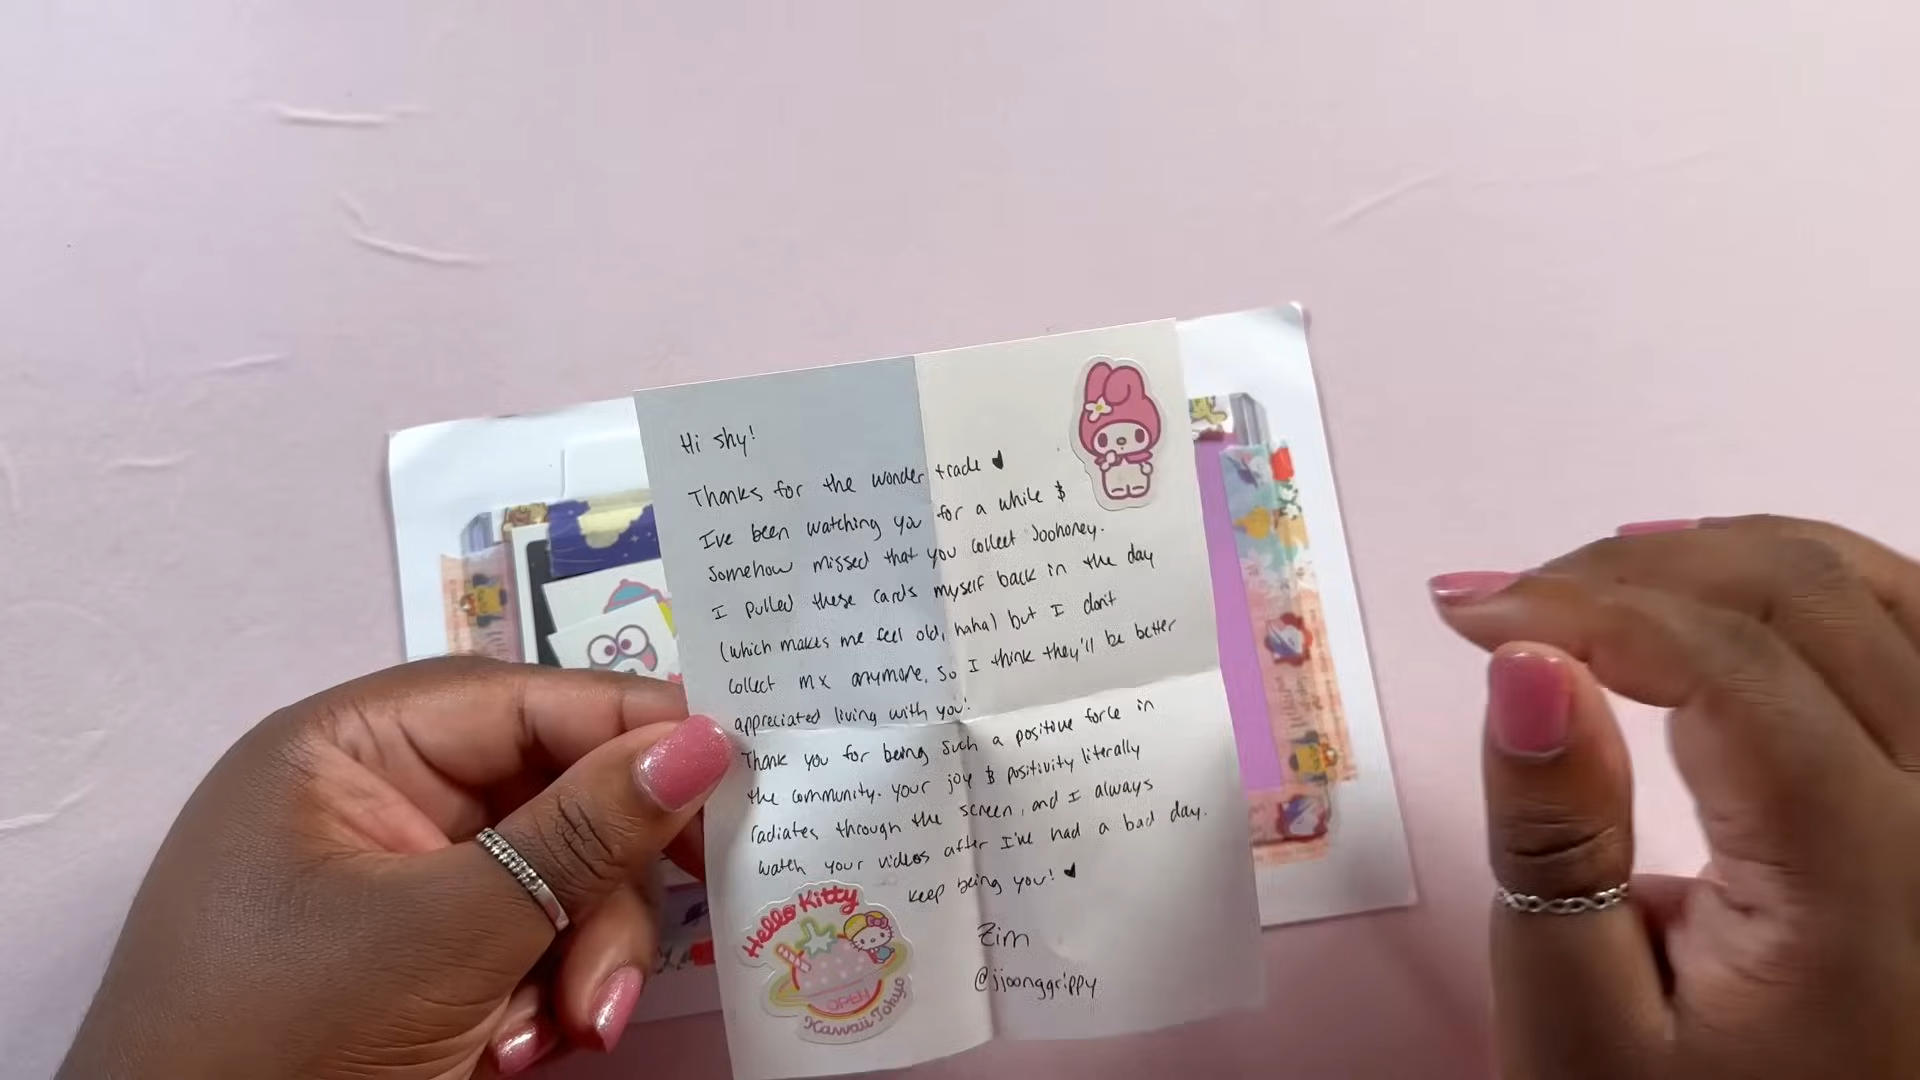 Hi shy!
Thanks for the wonder trade ♥
I've been watching you for a while &
somehow missed that you collect Joohoney.
I pulled these cards myself back in the day
(which makes me feel old, haha) but I don't
collect mx anymore, so I think they'll be better
appreciated living with you!
Thank you for being such a positive force in
the community. Your joy & positivity literally
radiates through the screen, and I always
watch your videos after I've had a bad day.
keep being you! ♥
Zim
@jjoonggrippy
Hello Kitty
OPEN
Kawaii Tokyo